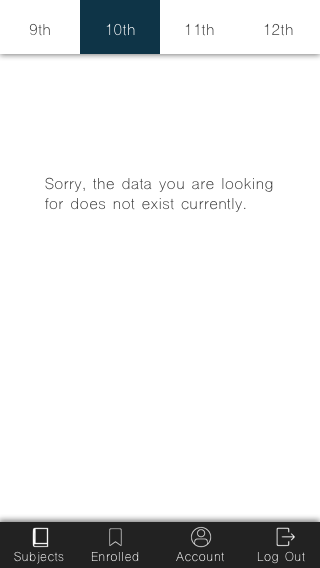 9th 10th 11th 12th
Sorry, the data you are looking
for does not exist currently.
Subjects Enrolled Account Log Out